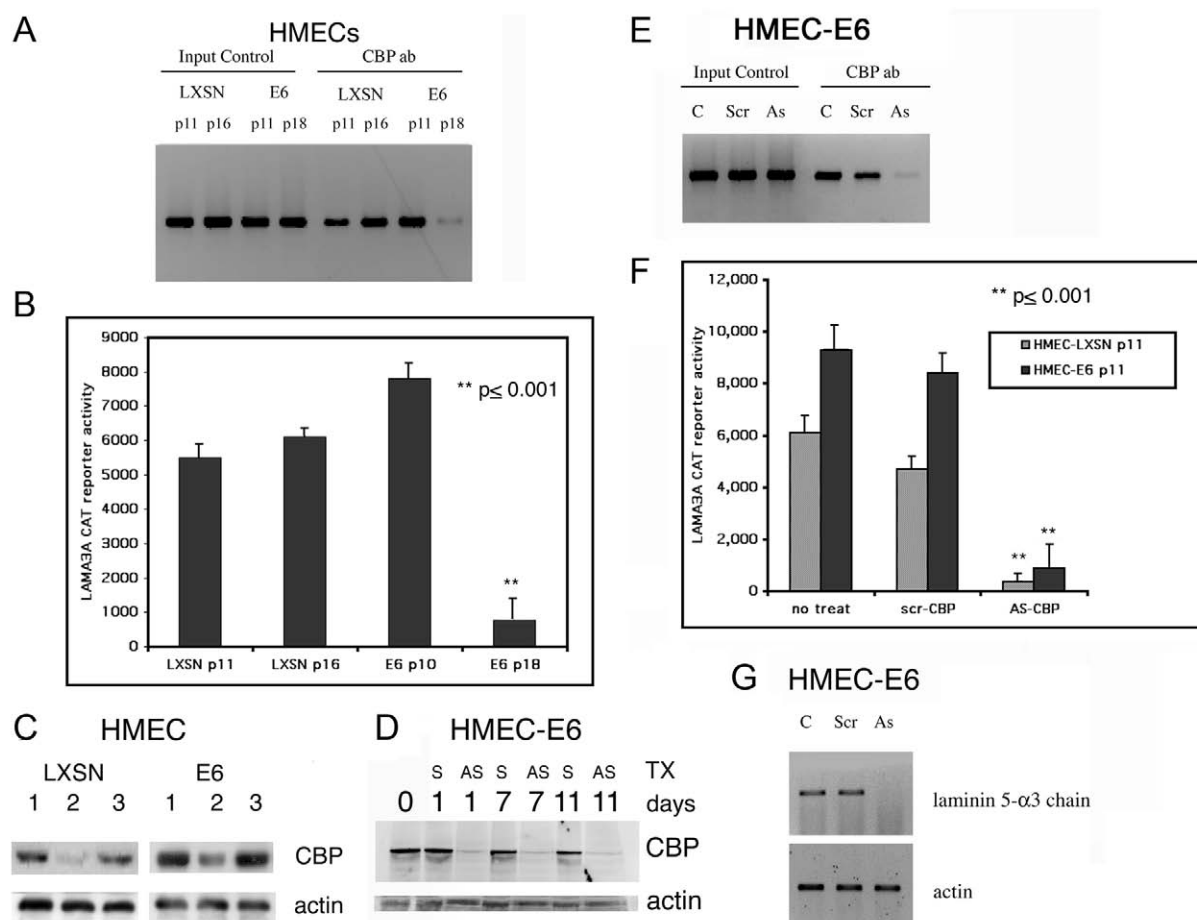 A
HMECs
Input Control CBP ab
LXSN E6 LXSN E6
p11 p16 p11 p18 p11 p16 p11 p18
B
9000
8000
7000
6000
5000
4000
3000
2000
1000
0
LAMA3A CAT reporter activity
** p≤ 0.001
**
LXSN p11 LXSN p16 E6 p10 E6 p18
C HMEC
LXSN E6
1 2 3 1 2 3
CBP
actin
D HMEC-E6
S AS S AS S AS TX
0 1 1 7 7 11 11 days
CBP
actin
E HMEC-E6
Input Control CBP ab
C Scr As C Scr As
F
12,000
10,000
8,000
6,000
4,000
2,000
0
LAMA3A CAT reporter activity
** p≤ 0.001
HMEC-LXSN p11
HMEC-E6 p11
** **
no treat scr-CBP AS-CBP
G HMEC-E6
C Scr As
laminin 5-α3 chain
actin